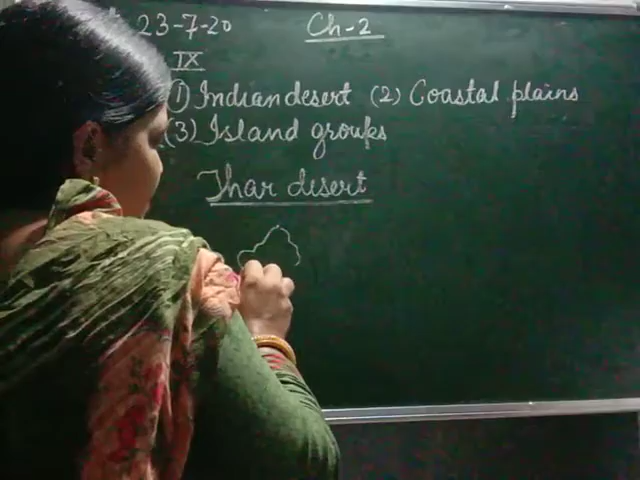 23-7-20 Ch-2
IX
(1) Indian desert (2) Coastal plains
(3) Island groups
Thar desert